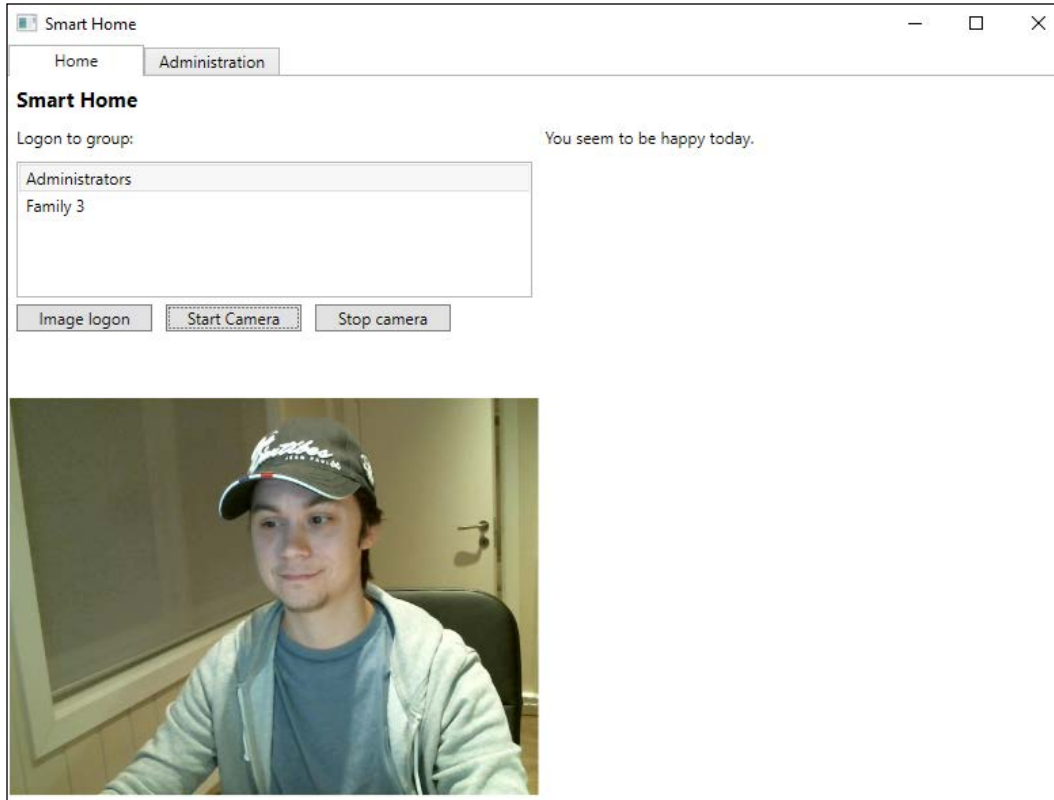 Smart Home
Home
Administration
Smart Home
Logon to group:
You seem to be happy today.
Administrators
Family 3
Image logon
Start Camera
Stop camera